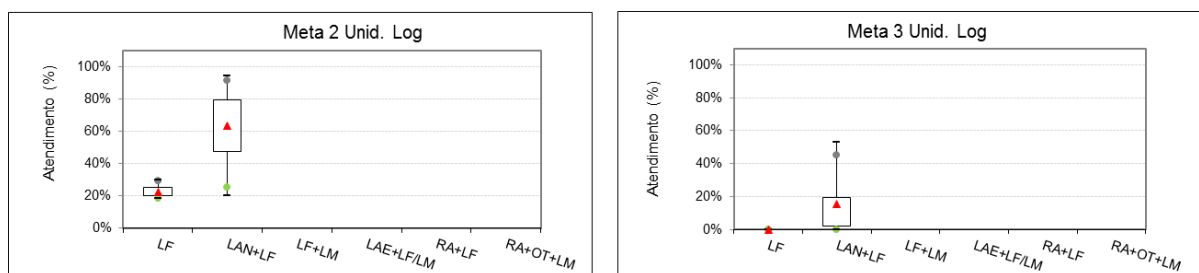 Meta 2 Unid. Log
Atendimento (%)
100%
80%
60%
40%
20%
0%
LF
LAN+LF
LF+LM
LAE+LF/LM
RA+LF
RA+OT+LM
Meta 3 Unid. Log
Atendimento (%)
100%
80%
60%
40%
20%
0%
LF
LAN+LF
LF+LM
LAE+LF/LM
RA+LF
RA+OT+LM